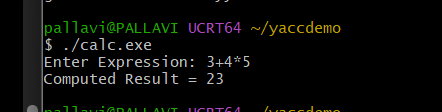 pallavi@PALLAVI UCRT64 ~/yaccdemo
$ ./calc.exe
Enter Expression: 3+4*5
Computed Result = 23
pallavi@PALLAVI UCRT64 ~/yaccdemo